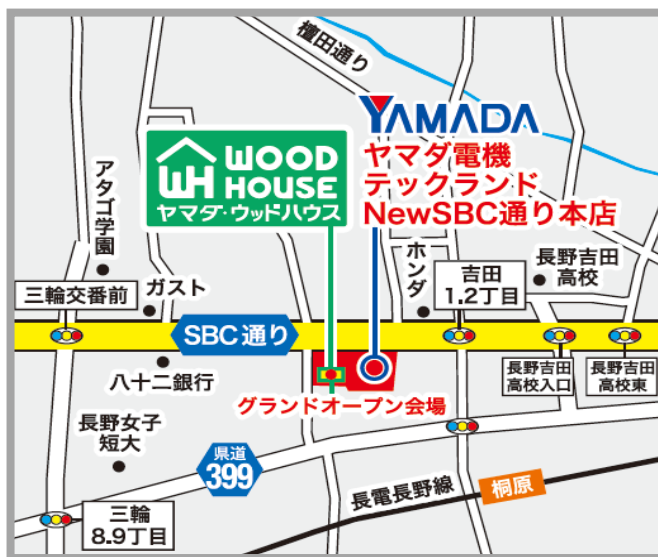 檀田通り
YAMADA
ヤマダ電機
テックランド
NewSBC通り本店
WH WOOD
HOUSE
ヤマダ・ウッドハウス
アタゴ学園
ガスト
三輪交番前
SBC通り
八十二銀行
長野女子
短大
グランドオープン会場
ホンダ
吉田
1.2丁目
長野吉田
高校
長野吉田
高校入口
長野吉田
高校東
県道
399
長電長野線
桐原
三輪
8.9丁目